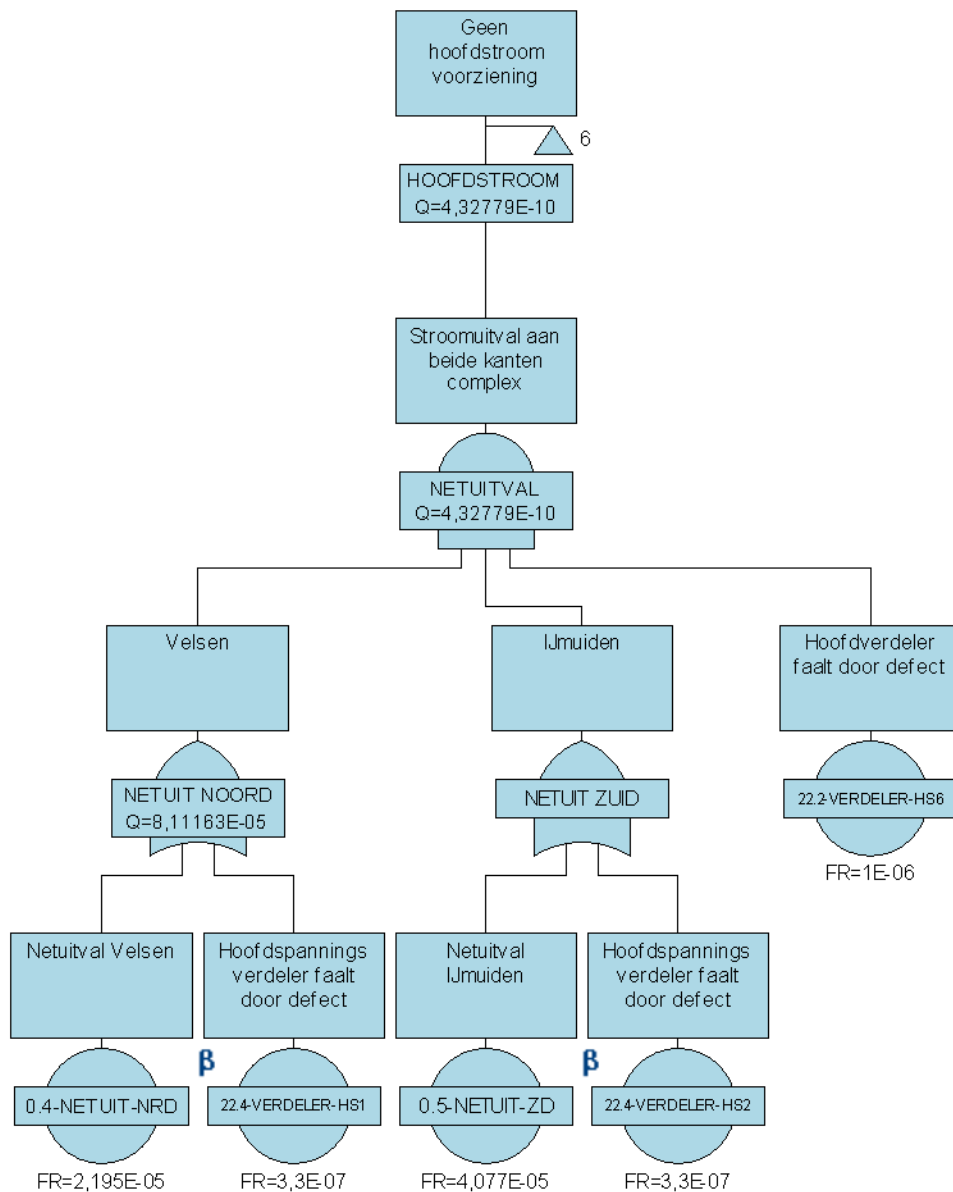 Geen
hoofdstroom
voorziening
6
HOOFDSTROOM
Q=4,32779E-10
Stroomuitval aan
beide kanten
complex
NETUITVAL
Q=4,32779E-10
Velsen
IJmuiden
Hoofdverdeler
faalt door defect
NETUIT NOORD
Q=8,11163E-05
NETUIT ZUID
22.2-VERDELER-HS6
FR=1E-06
Netuitval Velsen
Hoofdspannings
verdeler faalt
door defect
Netuitval
IJmuiden
Hoofdspannings
verdeler faalt
door defect
β
β
0.4-NETUIT-NRD
22.4-VERDELER-HS1
0.5-NETUIT-ZD
22.4-VERDELER-HS2
FR=2,195E-05
FR=3,3E-07
FR=4,077E-05
FR=3,3E-07